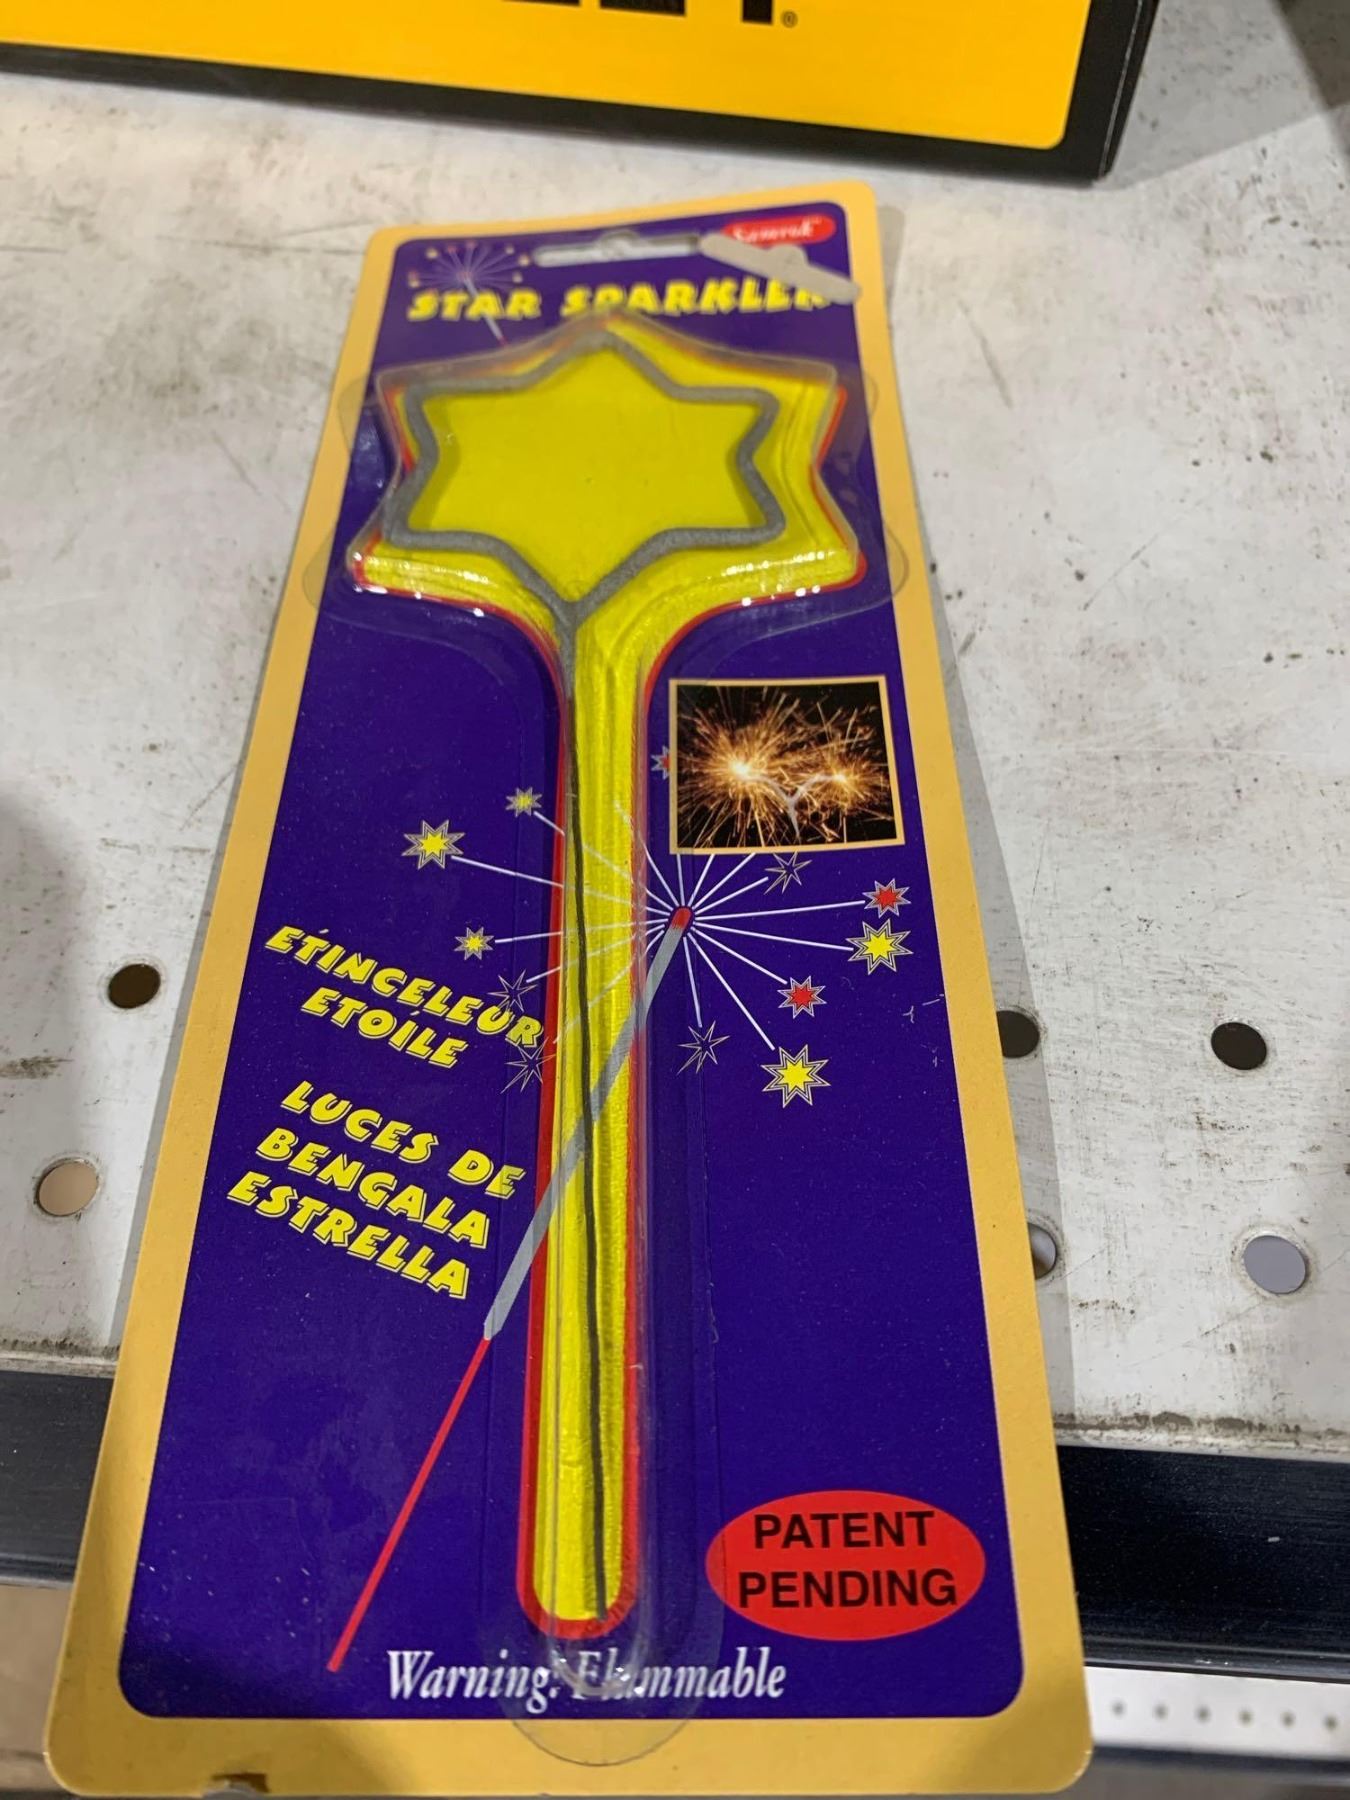 ®
STAR SPARKLER
ETINCELEUR
ETOILE
LUCES DE
BENGALA
ESTRELLA
PATENT
PENDING
Warning: Flammable